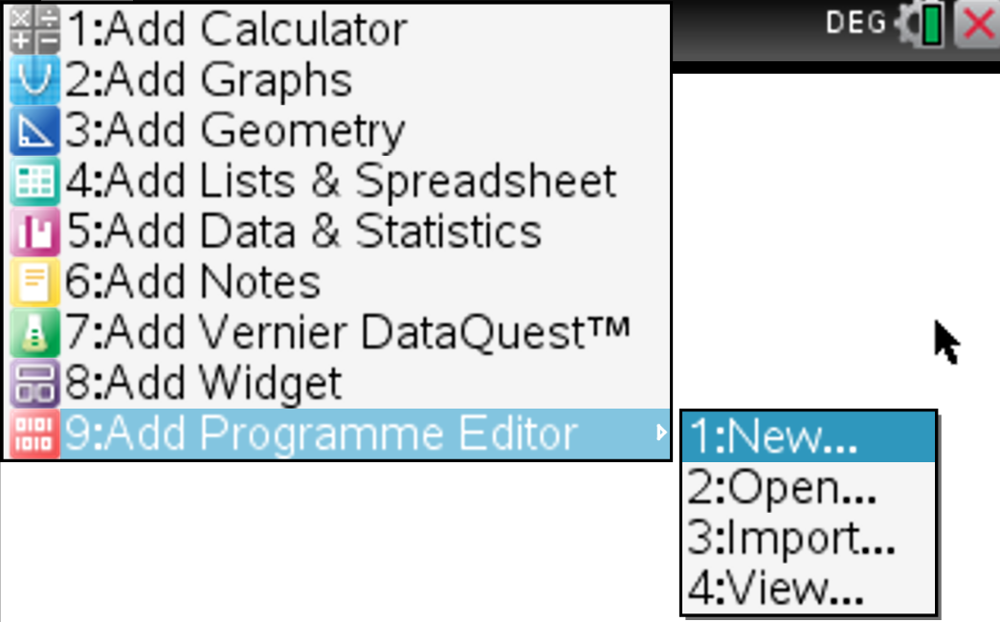 1:Add Calculator
2:Add Graphs
3:Add Geometry
4:Add Lists & Spreadsheet
5:Add Data & Statistics
6:Add Notes
7:Add Vernier DataQuest™
8:Add Widget
9:Add Programme Editor
DEG
1:New...
2:Open...
3:Import...
4:View...